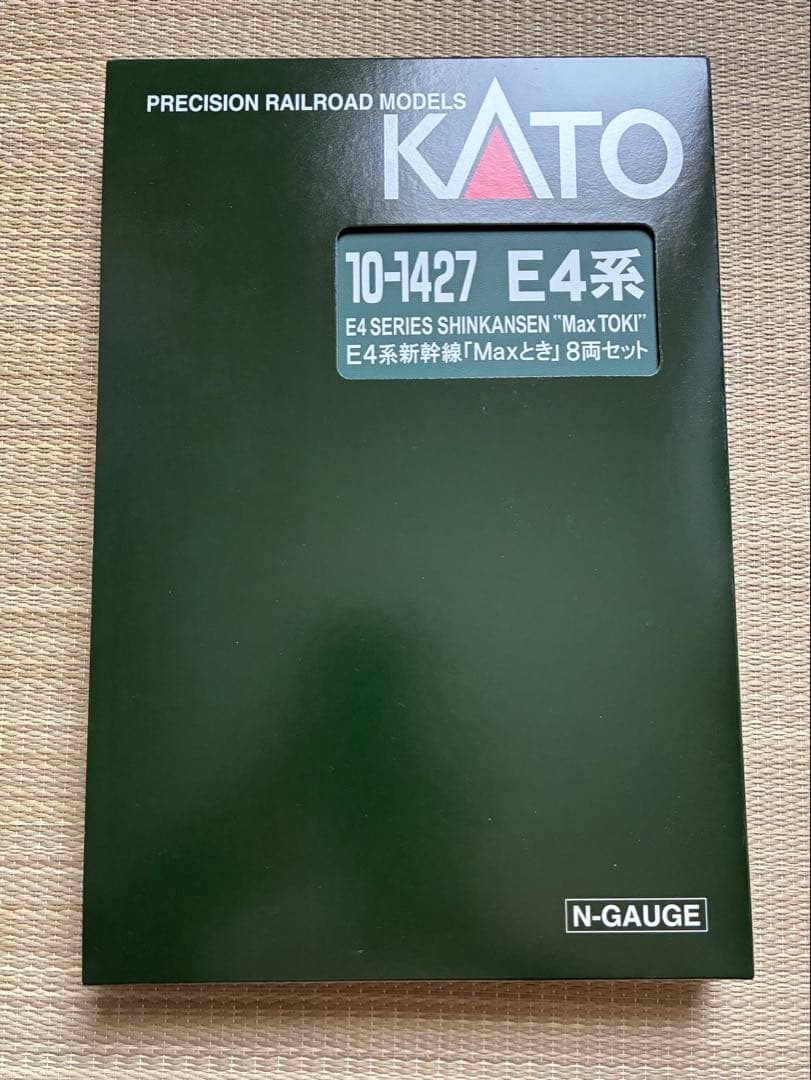 PRECISION RAILROAD MODELS
KATO
10-1427 E4系
E4 SERIES SHINKANSEN "Max TOKI"
E4系新幹線「Maxとき」8両セット
N-GAUGE